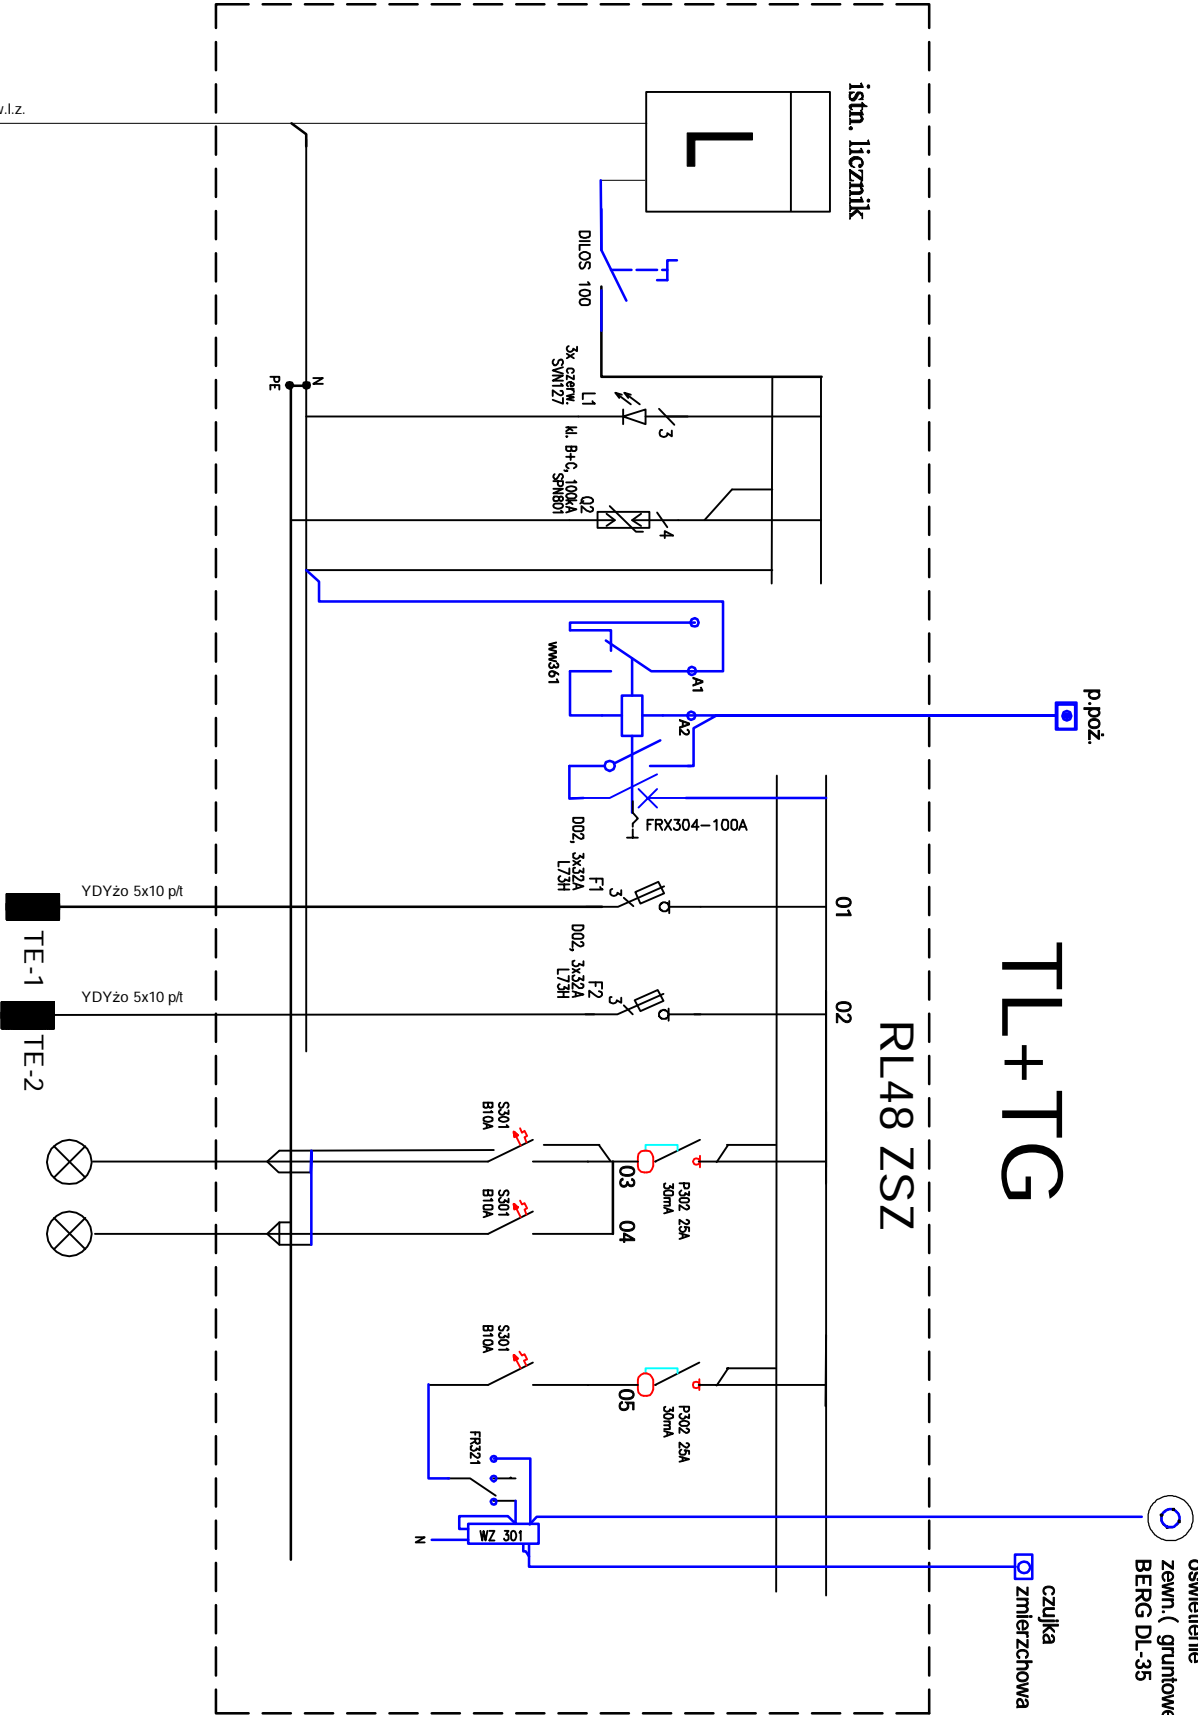 TL+TG
RL48 ZSZ
istn. licznik
L
w.l.z.
DILOS 100
N
PE
L1
3x czerw.
SVN127
3
Q2
kl. B+C, 100kA
SPN801
4
ww361
A1
A2
p.poż.
FRX304-100A
01
F1
D02, 3x32A
L73H
3
YDYżo 5x10 p/t
TE-1
02
F2
D02, 3x32A
L73H
3
YDYżo 5x10 p/t
TE-2
P302 25A
30mA
03
S301
B10A
04
S301
B10A
P302 25A
30mA
05
S301
B10A
FR321
WZ 301
N
czujka
zmierzchowa
oświetlenie
zewn.( gruntowe
BERG DL-35